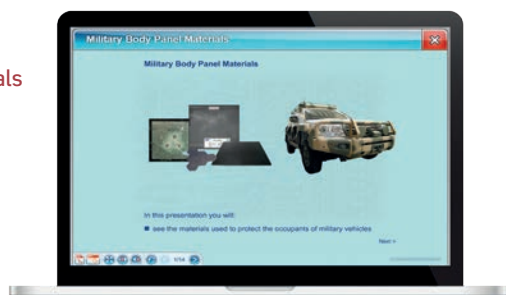 als
Military Body Panel Materials
Military Body Panel Materials
In this presentation you will:
■ see the materials used to protect the occupants of military vehicles
Next >
1/14